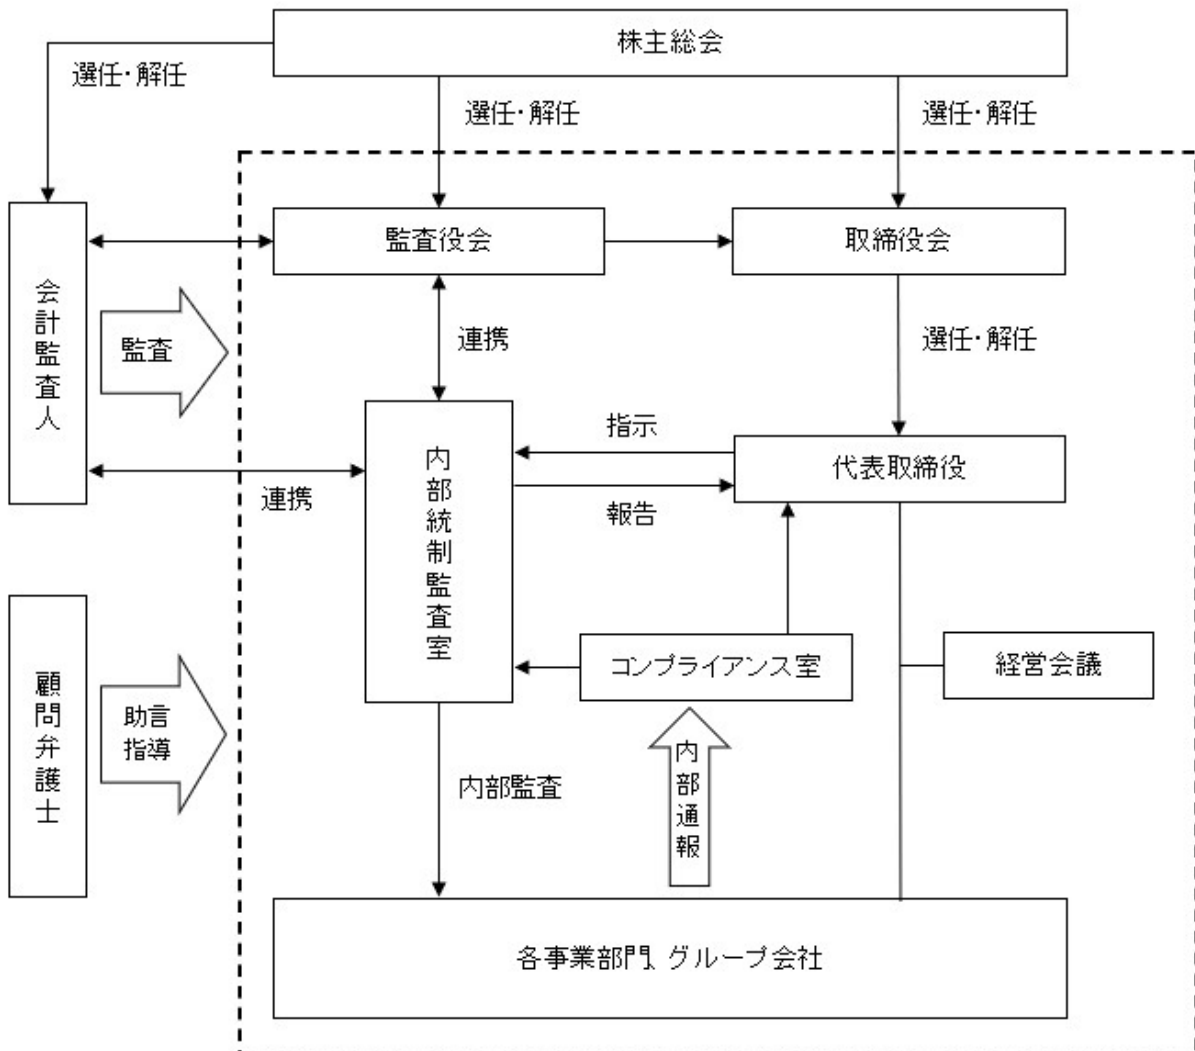 株主総会
選任・解任
選任・解任
選任・解任
監査役会
取締役会
会計監査人
監査
連携
選任・解任
指示
代表取締役
内部統制監査室
連携
報告
顧問弁護士
助言
指導
コンプライアンス室
経営会議
内部通報
内部監査
各事業部門、グループ会社